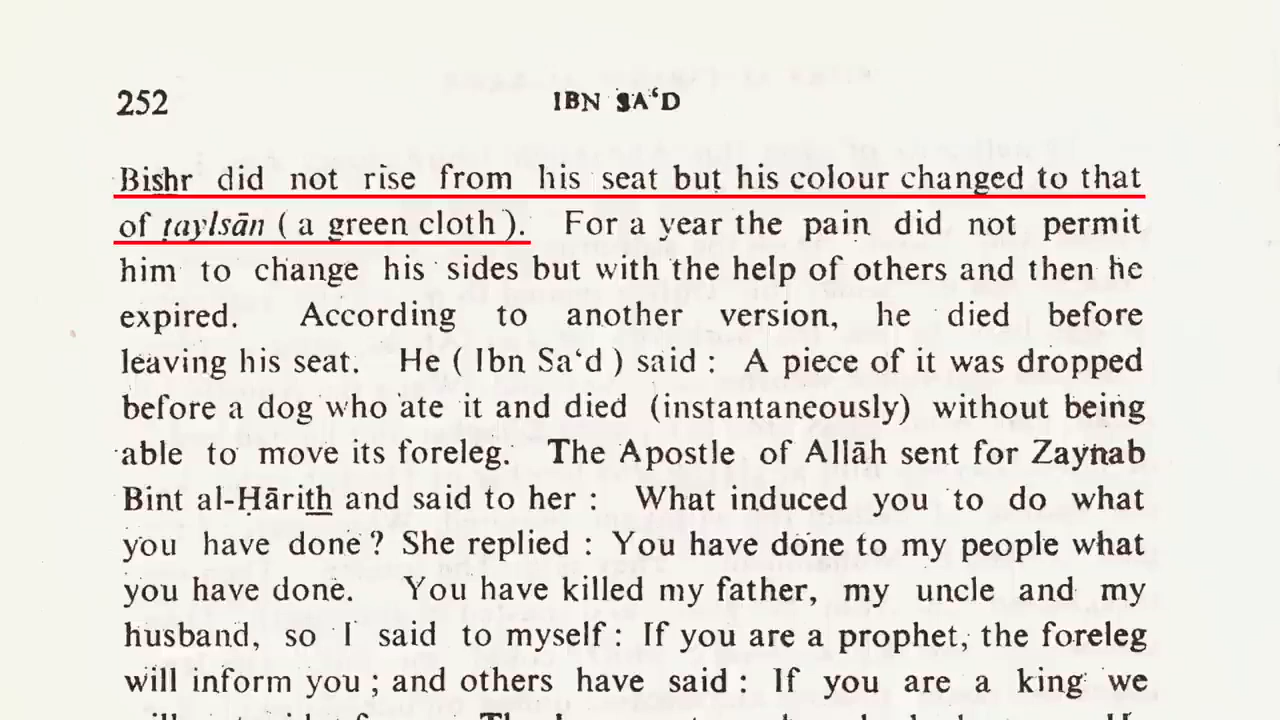 252 IBN SA‘D
Bishr did not rise from his seat but his colour changed to that
of ṭaylsān ( a green cloth ). For a year the pain did not permit
him to change his sides but with the help of others and then he
expired. According to another version, he died before
leaving his seat. He ( Ibn Sa‘d ) said : A piece of it was dropped
before a dog who ate it and died (instantaneously) without being
able to move its foreleg. The Apostle of Allāh sent for Zaynab
Bint al-Ḥārith and said to her : What induced you to do what
you have done ? She replied : You have done to my people what
you have done. You have killed my father, my uncle and my
husband, so I said to myself : If you are a prophet, the foreleg
will inform you ; and others have said : If you are a king we